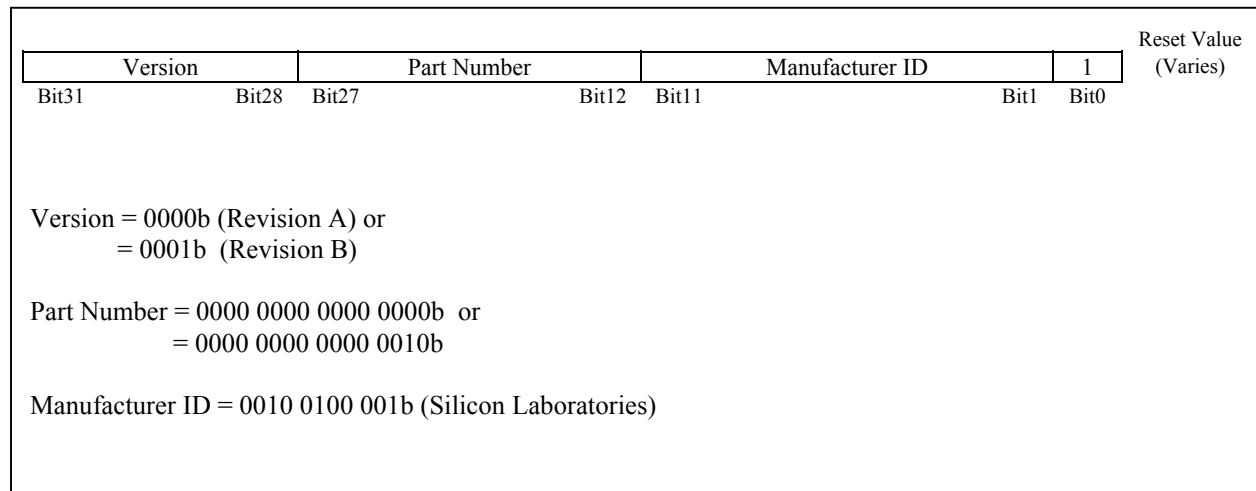 Reset Value
Version Part Number Manufacturer ID 1 (Varies)
Bit31 Bit28 Bit27 Bit12 Bit11 Bit1 Bit0
Version = 0000b (Revision A) or
= 0001b (Revision B)
Part Number = 0000 0000 0000 0000b or
= 0000 0000 0000 0010b
Manufacturer ID = 0010 0100 001b (Silicon Laboratories)